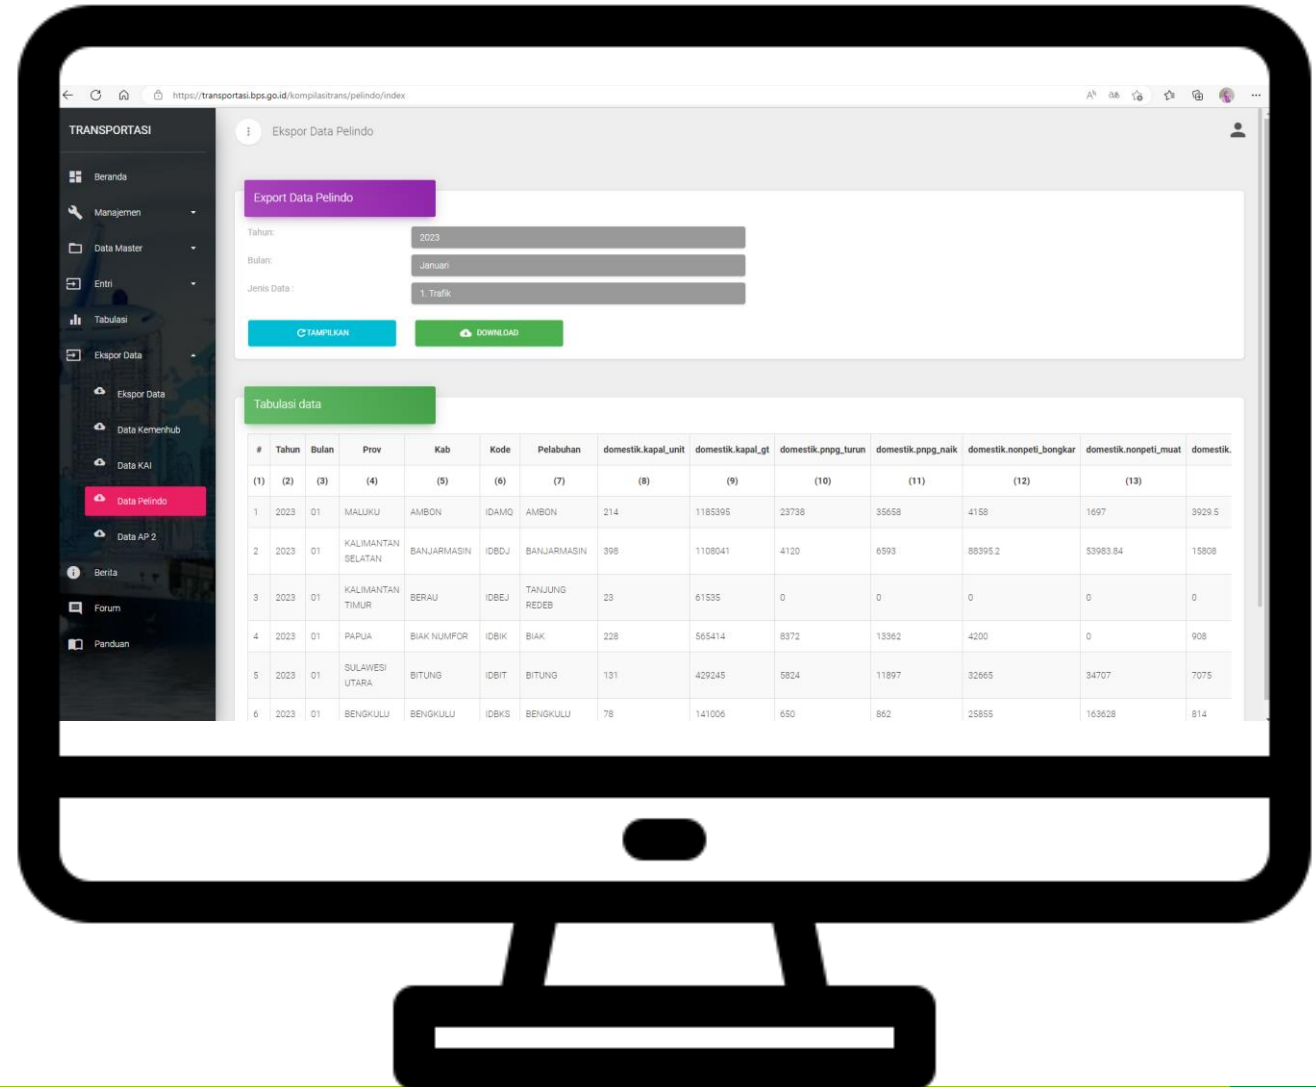 https://transportasi.bps.go.id/kompilasitrans/pelindo/index
TRANSPORTASI
Ekspor Data Pelindo
Beranda
Manajemen
Data Master
Entri
Tabulasi
Ekspor Data
Ekspor Data
Data Kemenhub
Data KAI
Data Pelindo
Data AP 2
Berita
Forum
Panduan
Export Data Pelindo
Tahun: 2023
Bulan: Januari
Jenis Data : 1. Trafik
TAMPILKAN DOWNLOAD
Tabulasi data
# Tahun Bulan Prov Kab Kode Pelabuhan domestik.kapal_unit domestik.kapal_gt domestik.pnpg_turun domestik.pnpg_naik domestik.nonpeti_bongkar domestik.nonpeti_muat domestik.
(1) (2) (3) (4) (5) (6) (7) (8) (9) (10) (11) (12) (13)
1 2023 01 MALUKU AMBON IDAMQ AMBON 214 1185395 23738 35658 4158 1697 3929.5
2 2023 01 KALIMANTAN SELATAN BANJARMASIN IDBDJ BANJARMASIN 398 1108041 4120 6593 88395.2 53983.84 15808
3 2023 01 KALIMANTAN TIMUR BERAU IDBEJ TANJUNG REDEB 23 61535 0 0 0 0 0
4 2023 01 PAPUA BIAK NUMFOR IDBIK BIAK 228 565414 8372 13362 4200 0 908
5 2023 01 SULAWESI UTARA BITUNG IDBIT BITUNG 131 429245 5824 11897 32665 34707 7075
6 2023 01 BENGKULU BENGKULU IDBKS BENGKULU 78 141006 650 862 25855 163628 814